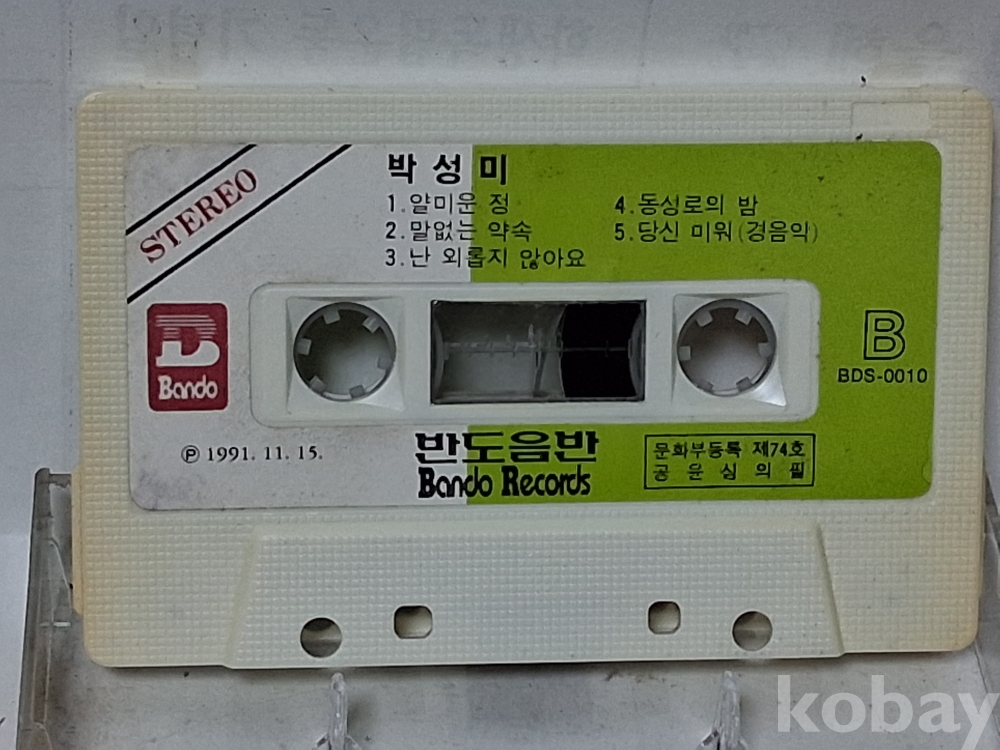 STEREO
박성미
1.얄미운 정
2.말없는 약속
3.난 외롭지 않아요
4.동성로의 밤
5.당신 미워(경음악)
Bando
B
BDS-0010
℗ 1991. 11. 15.
반도음반
Bando Records
문화부등록 제74호
공윤심의필
kobay